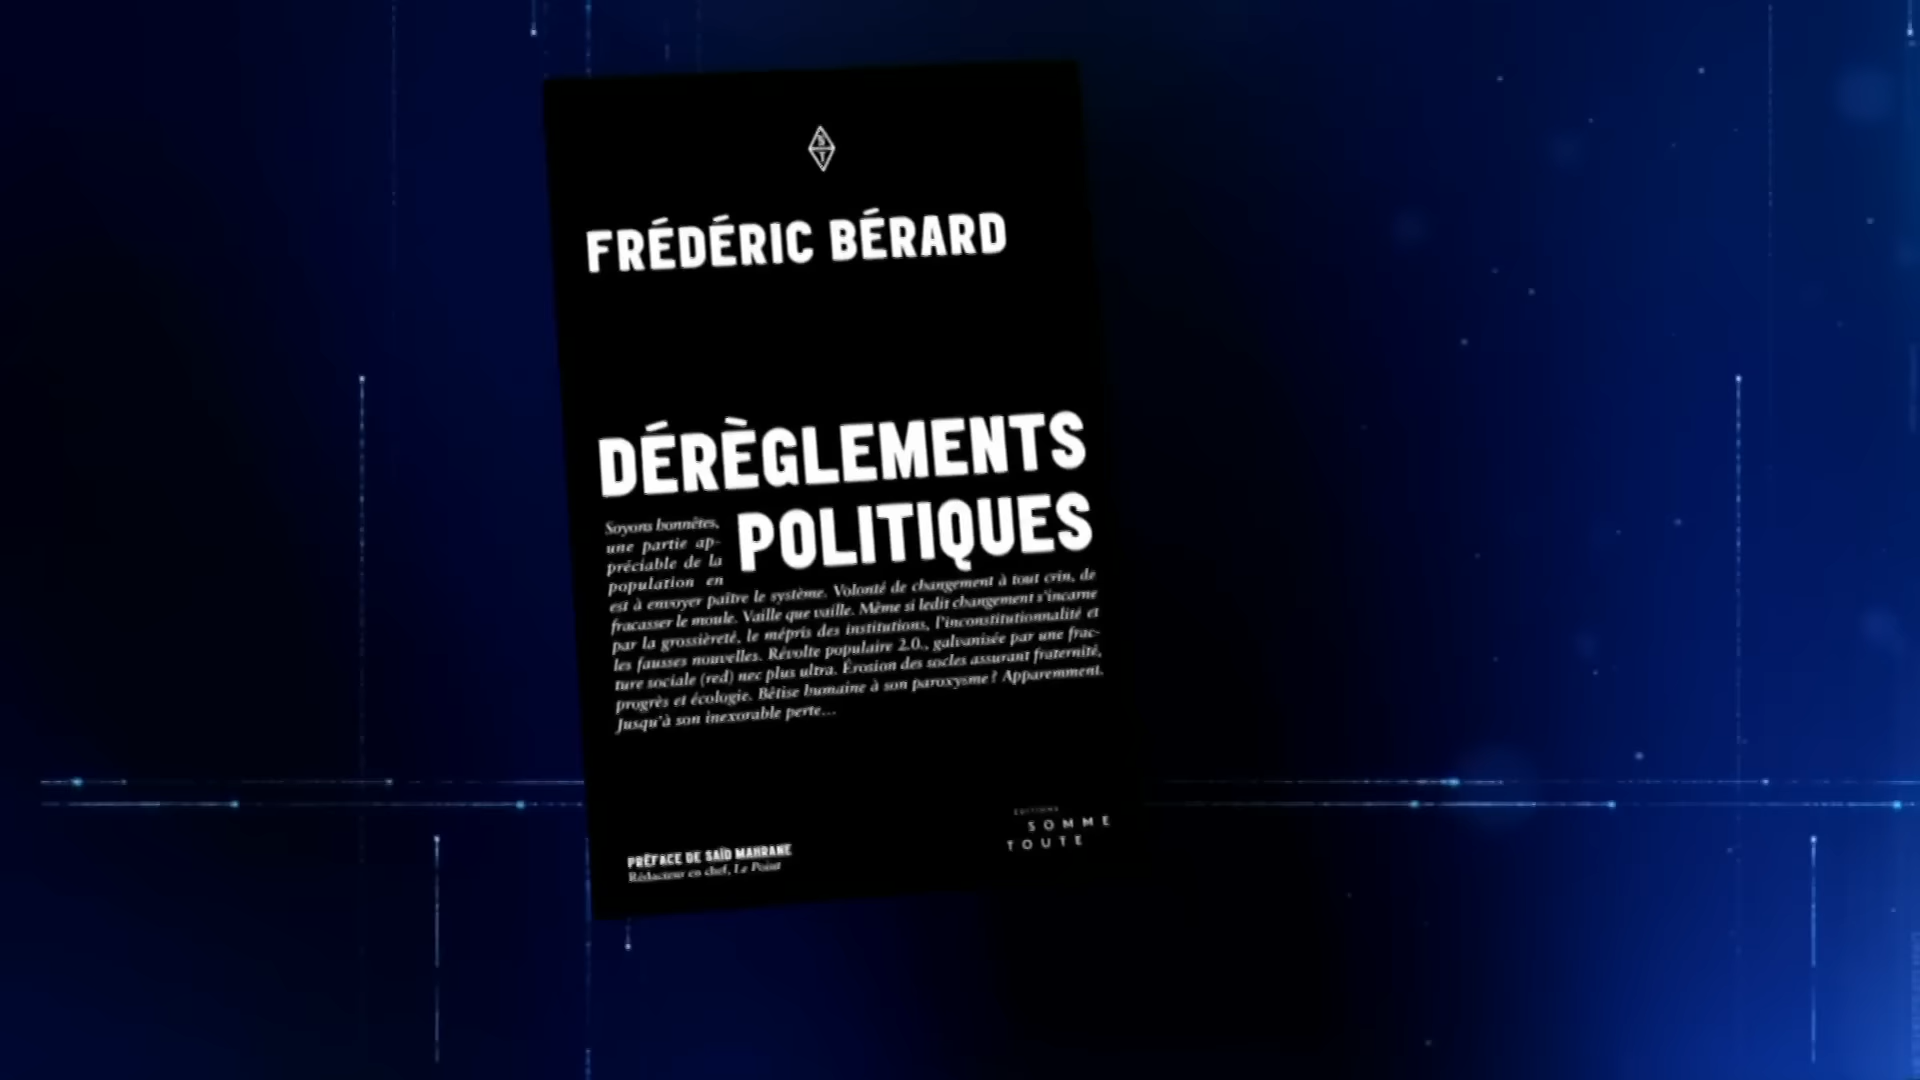 S
T
FRÉDÉRIC BÉRARD
DÉRÈGLEMENTS
POLITIQUES
Soyons honnêtes,
une partie ap-
préciable de la
population en
est à envoyer paître le système. Volonté de changement à tout crin, de
fracasser le moule. Vaille que vaille. Même si ledit changement s'incarne
par la grossièreté, le mépris des institutions, l'inconstitutionnalité et
les fausses nouvelles. Révolte populaire 2.0., galvanisée par une frac-
ture sociale (red) nec plus ultra. Érosion des socles assurant fraternité,
progrès et écologie. Bêtise humaine à son paroxysme ? Apparemment.
Jusqu'à son inexorable perte...
ÉDITIONS
SOMME
TOUTE
PRÉFACE DE SAÏD MAHRANE
Rédacteur en chef, Le Point